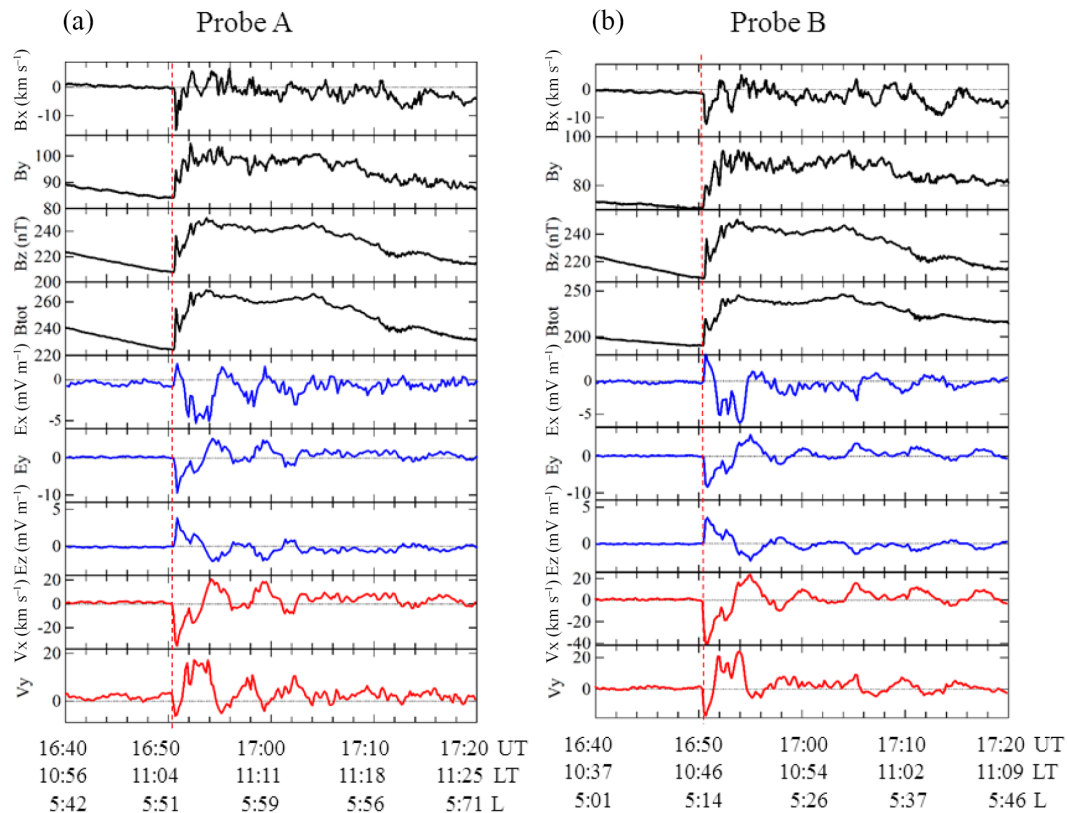 (a) Probe A
Bx (km s⁻¹)
0
-10
By
100
90
80
Bz (nT)
240
220
200
Btot
260
240
220
Ex (mV m⁻¹)
0
-5
Ey
0
-10
Ez (mV m⁻¹)
5
0
Vx (km s⁻¹)
20
0
-20
Vy
20
0
16:40 16:50 17:00 17:10 17:20 UT
10:56 11:04 11:11 11:18 11:25 LT
5:42 5:51 5:59 5:56 5:71 L
(b) Probe B
Bx (km s⁻¹)
0
-10
100
By
80
Bz (nT)
240
220
200
Btot
250
200
Ex (mV m⁻¹)
0
-5
Ey
0
-10
Ez (mV m⁻¹)
5
0
Vx (km s⁻¹)
20
0
-20
-40
Vy
20
0
16:40 16:50 17:00 17:10 17:20 UT
10:37 10:46 10:54 11:02 11:09 LT
5:01 5:14 5:26 5:37 5:46 L